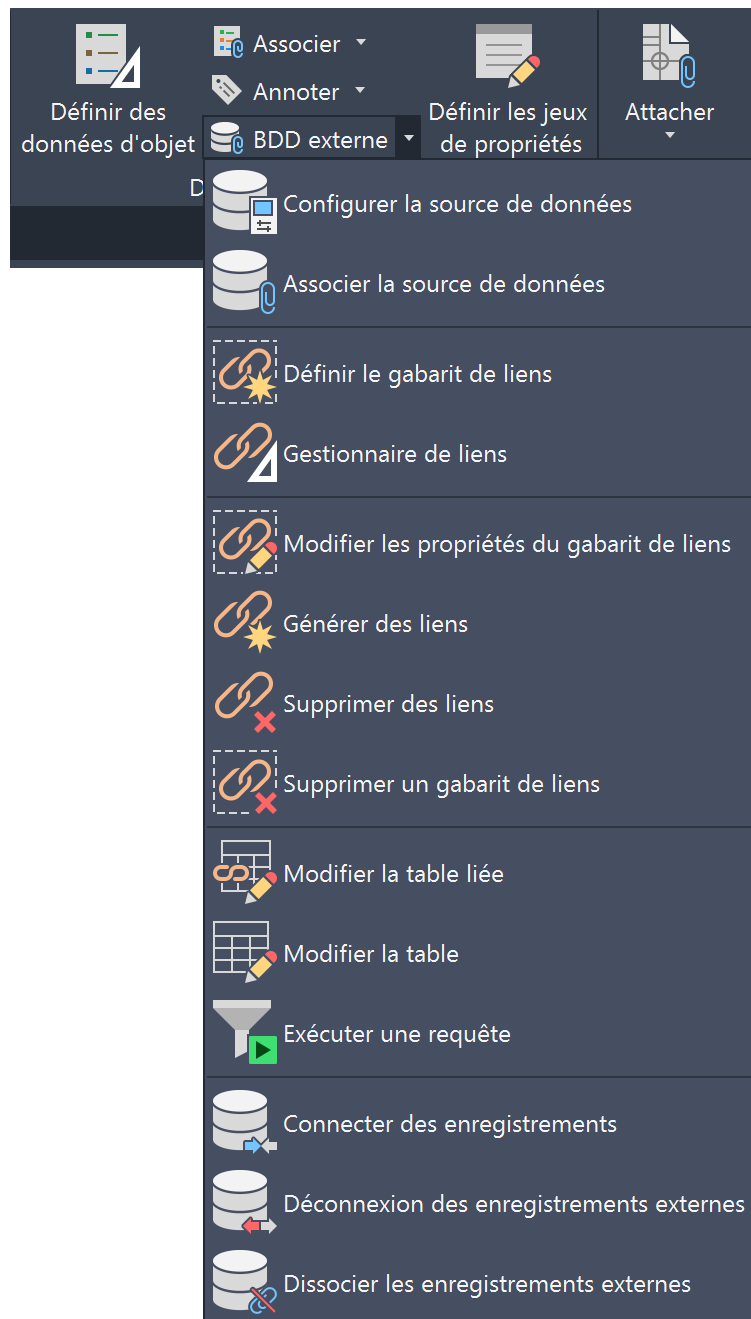 Définir des
données d'objet
Associer
Annoter
BDD externe
Définir les jeux
de propriétés
Attacher
D
Configurer la source de données
Associer la source de données
Définir le gabarit de liens
Gestionnaire de liens
Modifier les propriétés du gabarit de liens
Générer des liens
Supprimer des liens
Supprimer un gabarit de liens
Modifier la table liée
Modifier la table
Exécuter une requête
Connecter des enregistrements
Déconnexion des enregistrements externes
Dissocier les enregistrements externes